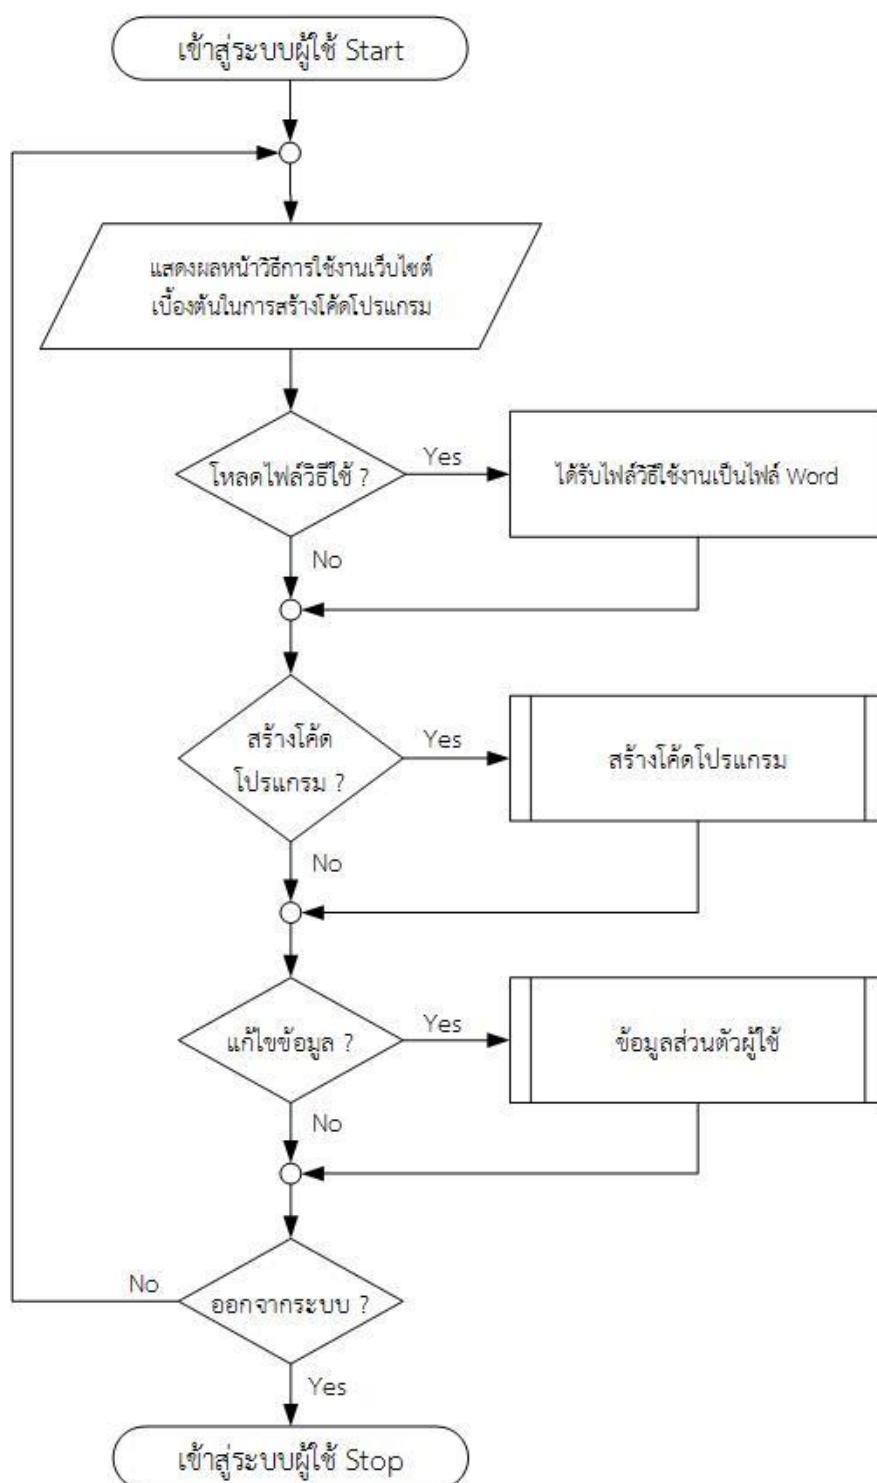 เข้าสู่ระบบผู้ใช้ Start
แสดงผลหน้าวิธีการใช้งานเว็บไซต์
เบื้องต้นในการสร้างโค้ดโปรแกรม
โหลดไฟล์วิธีใช้ ?
Yes
ได้รับไฟล์วิธีใช้งานเป็นไฟล์ Word
No
สร้างโค้ด
โปรแกรม ?
Yes
สร้างโค้ดโปรแกรม
No
แก้ไขข้อมูล ?
Yes
ข้อมูลส่วนตัวผู้ใช้
No
ออกจากระบบ ?
No
Yes
เข้าสู่ระบบผู้ใช้ Stop